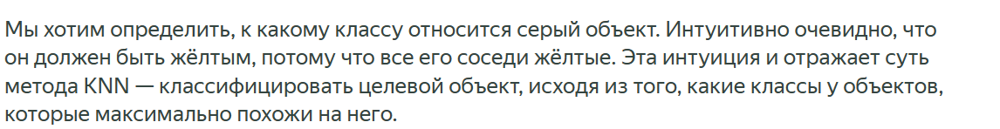 Мы хотим определить, к какому классу относится серый объект. Интуитивно очевидно, что
он должен быть жёлтым, потому что все его соседи жёлтые. Эта интуиция и отражает суть
метода KNN — классифицировать целевой объект, исходя из того, какие классы у объектов,
которые максимально похожи на него.